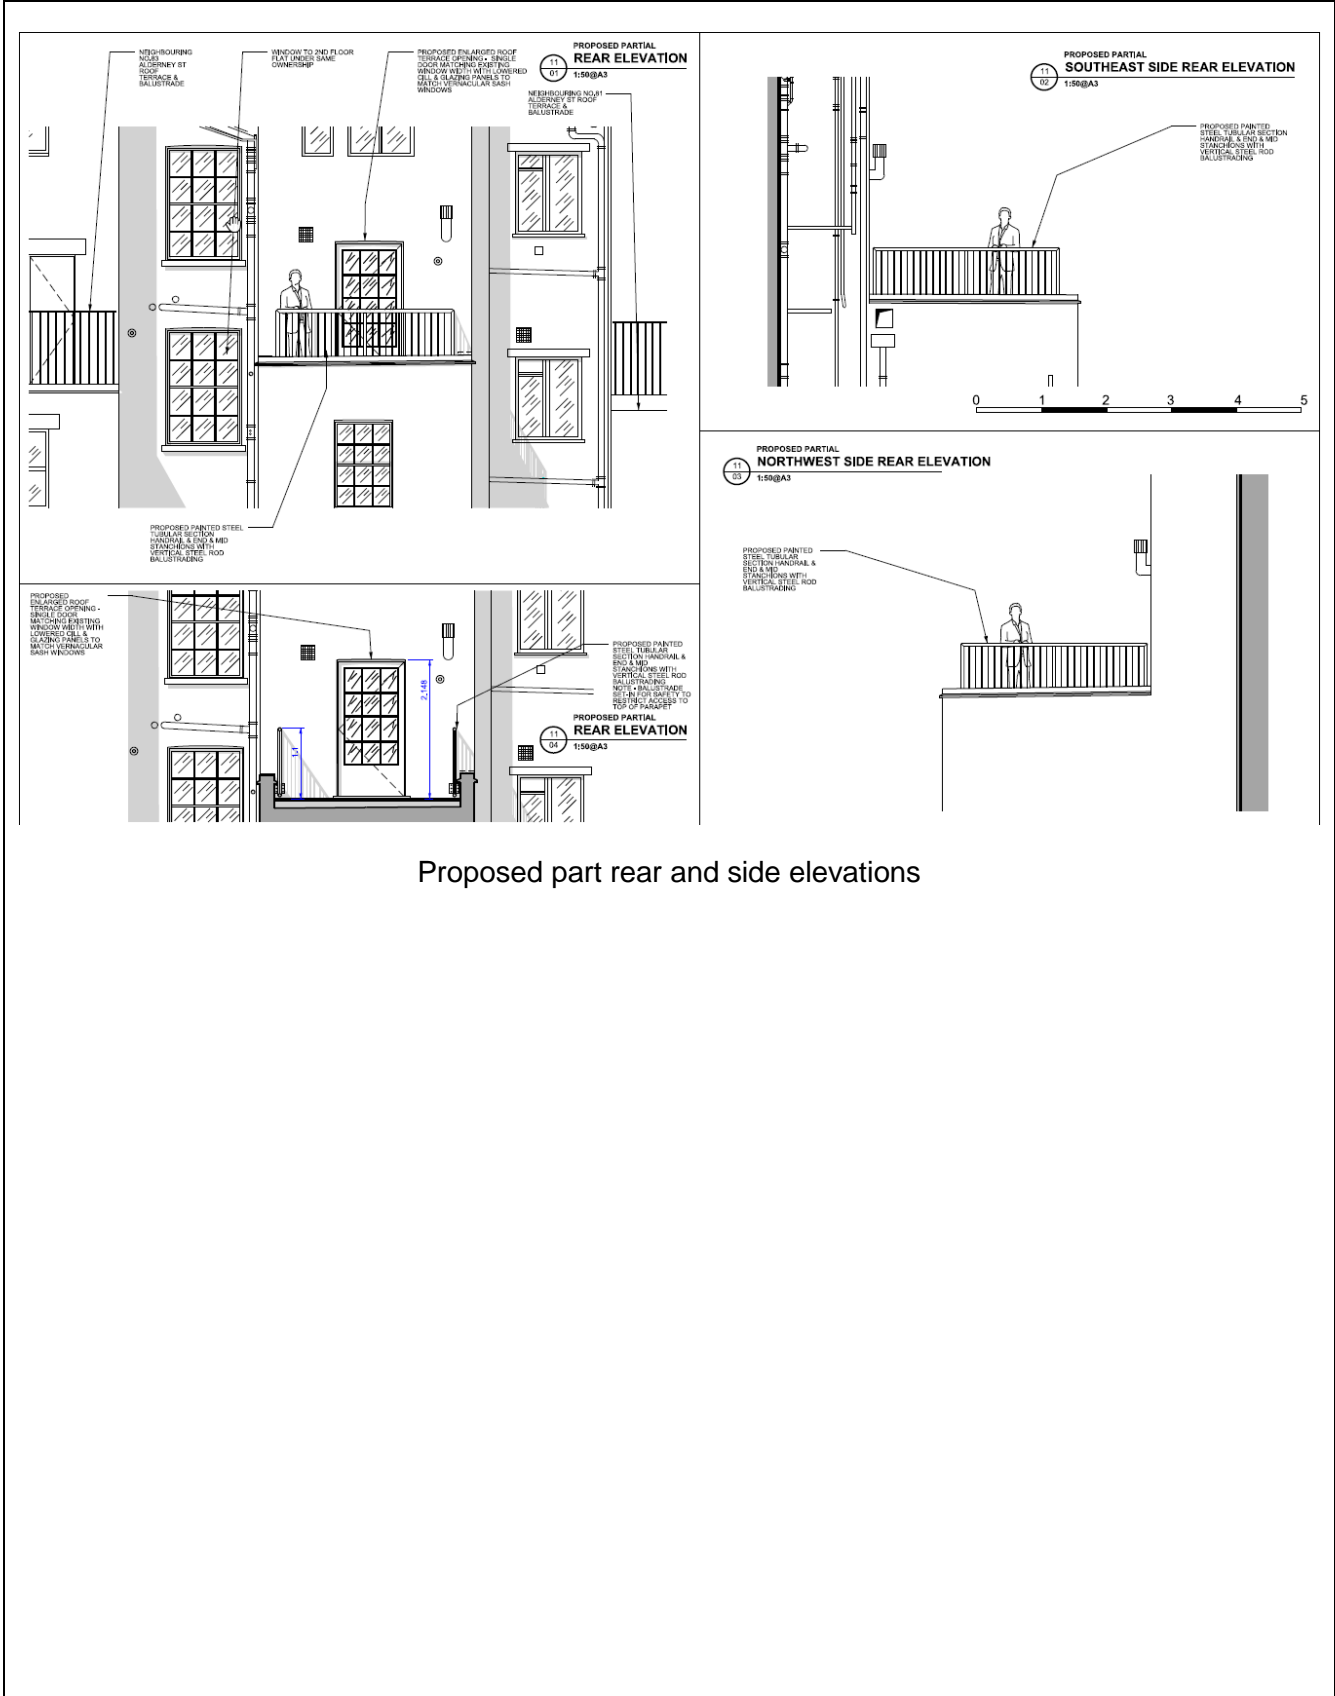 NEIGHBOURING
NO.83
ALDERNEY ST
ROOF
TERRACE &
BALUSTRADE
WINDOW TO 2ND FLOOR
FLAT UNDER SAME
OWNERSHIP
PROPOSED ENLARGED ROOF
TERRACE OPENING - SINGLE
DOOR MATCHING EXISTING
WINDOW WIDTH WITH LOWERED
CILL & GLAZING PANELS TO
MATCH VERNACULAR SASH
WINDOWS
11
01
PROPOSED PARTIAL
REAR ELEVATION
1:50@A3
NEIGHBOURING NO.81
ALDERNEY ST ROOF
TERRACE &
BALUSTRADE
PROPOSED PAINTED STEEL
TUBULAR SECTION
HANDRAIL & END & MID
STANCHIONS WITH
VERTICAL STEEL ROD
BALUSTRADING
11
02
PROPOSED PARTIAL
SOUTHEAST SIDE REAR ELEVATION
1:50@A3
PROPOSED PAINTED
STEEL TUBULAR SECTION
HANDRAIL & END & MID
STANCHIONS WITH
VERTICAL STEEL ROD
BALUSTRADING
0 1 2 3 4 5
11
03
PROPOSED PARTIAL
NORTHWEST SIDE REAR ELEVATION
1:50@A3
PROPOSED PAINTED
STEEL TUBULAR
SECTION HANDRAIL &
END & MID
STANCHIONS WITH
VERTICAL STEEL ROD
BALUSTRADING
PROPOSED
ENLARGED ROOF
TERRACE OPENING -
SINGLE DOOR
MATCHING EXISTING
WINDOW WIDTH WITH
LOWERED CILL &
GLAZING PANELS TO
MATCH VERNACULAR
SASH WINDOWS
1.1
2,148
PROPOSED PAINTED
STEEL TUBULAR
SECTION HANDRAIL &
END & MID
STANCHIONS WITH
VERTICAL STEEL ROD
BALUSTRADING
NOTE - BALUSTRADE
SET-IN FOR SAFETY TO
RESTRICT ACCESS TO
TOP OF PARAPET
11
04
PROPOSED PARTIAL
REAR ELEVATION
1:50@A3
Proposed part rear and side elevations